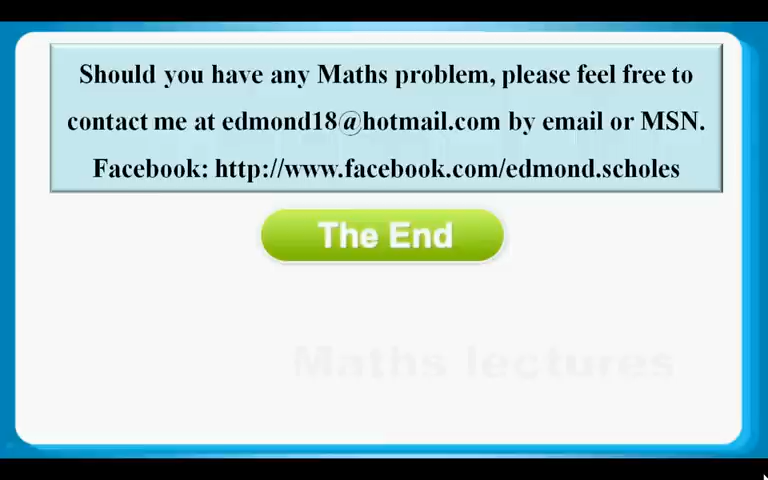 Should you have any Maths problem, please feel free to
contact me at edmond18@hotmail.com by email or MSN.
Facebook: http://www.facebook.com/edmond.scholes
The End
Maths lectures